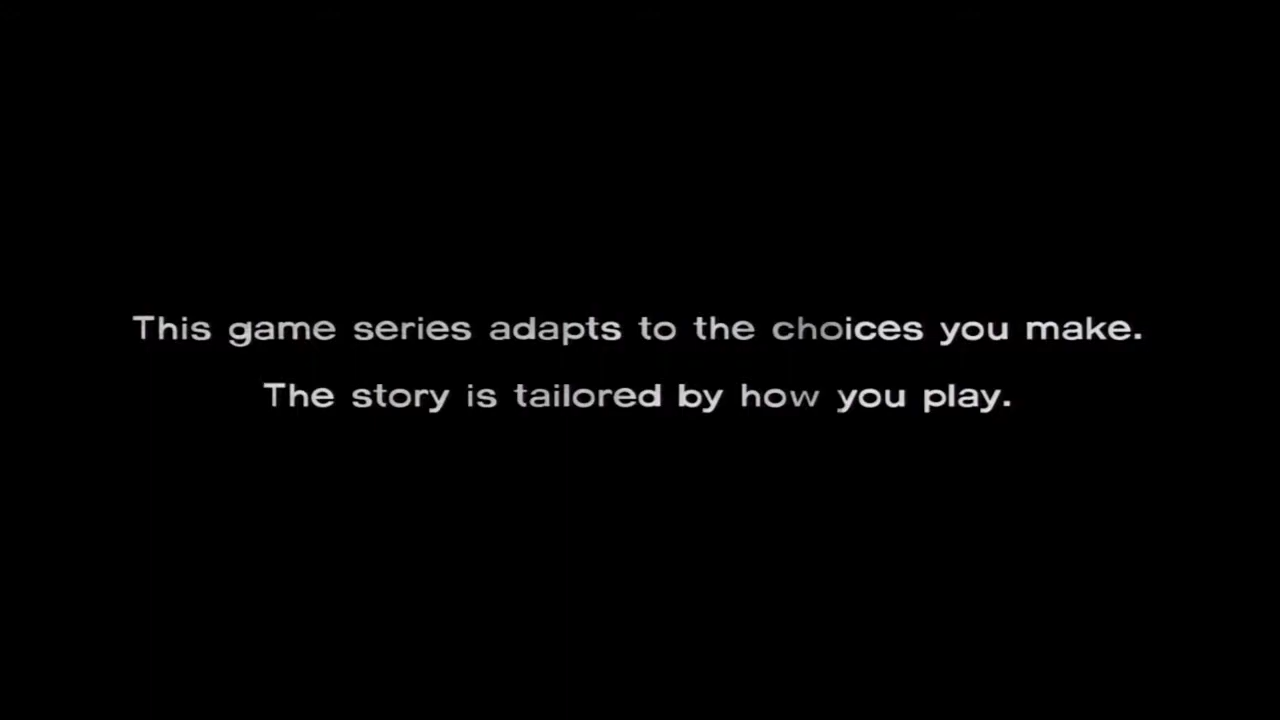 This game series adapts to the choices you make.
The story is tailored by how you play.